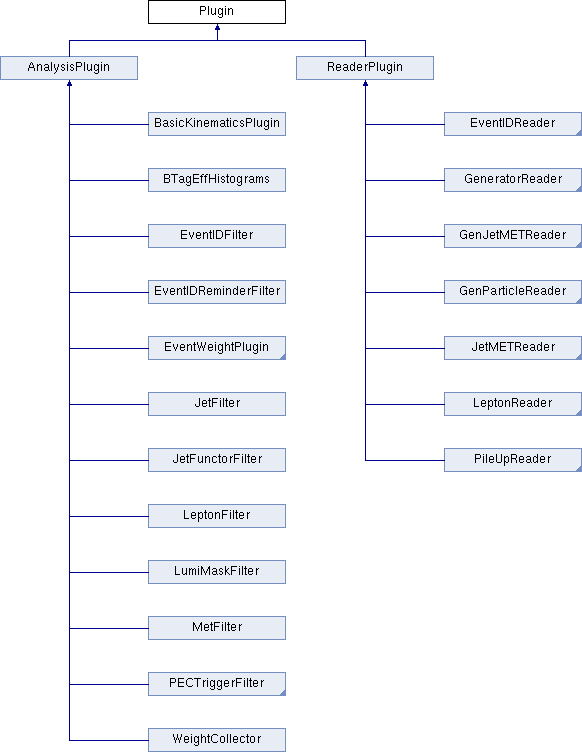 Plugin
AnalysisPlugin
ReaderPlugin
BasicKinematicsPlugin
EventIDReader
BTagEffHistograms
GeneratorReader
EventIDFilter
GenJetMETReader
EventIDReminderFilter
GenParticleReader
EventWeightPlugin
JetMETReader
JetFilter
LeptonReader
JetFunctorFilter
PileUpReader
LeptonFilter
LumiMaskFilter
MetFilter
PECTriggerFilter
WeightCollector